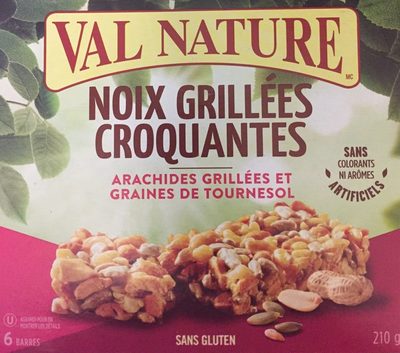 VAL NATURE
MC
NOIX GRILLÉES
CROQUANTES
ARACHIDES GRILLÉES ET
GRAINES DE TOURNESOL
SANS
COLORANTS
NI ARÔMES
ARTIFICIELS
U
6 BARRES
SANS GLUTEN
210 g